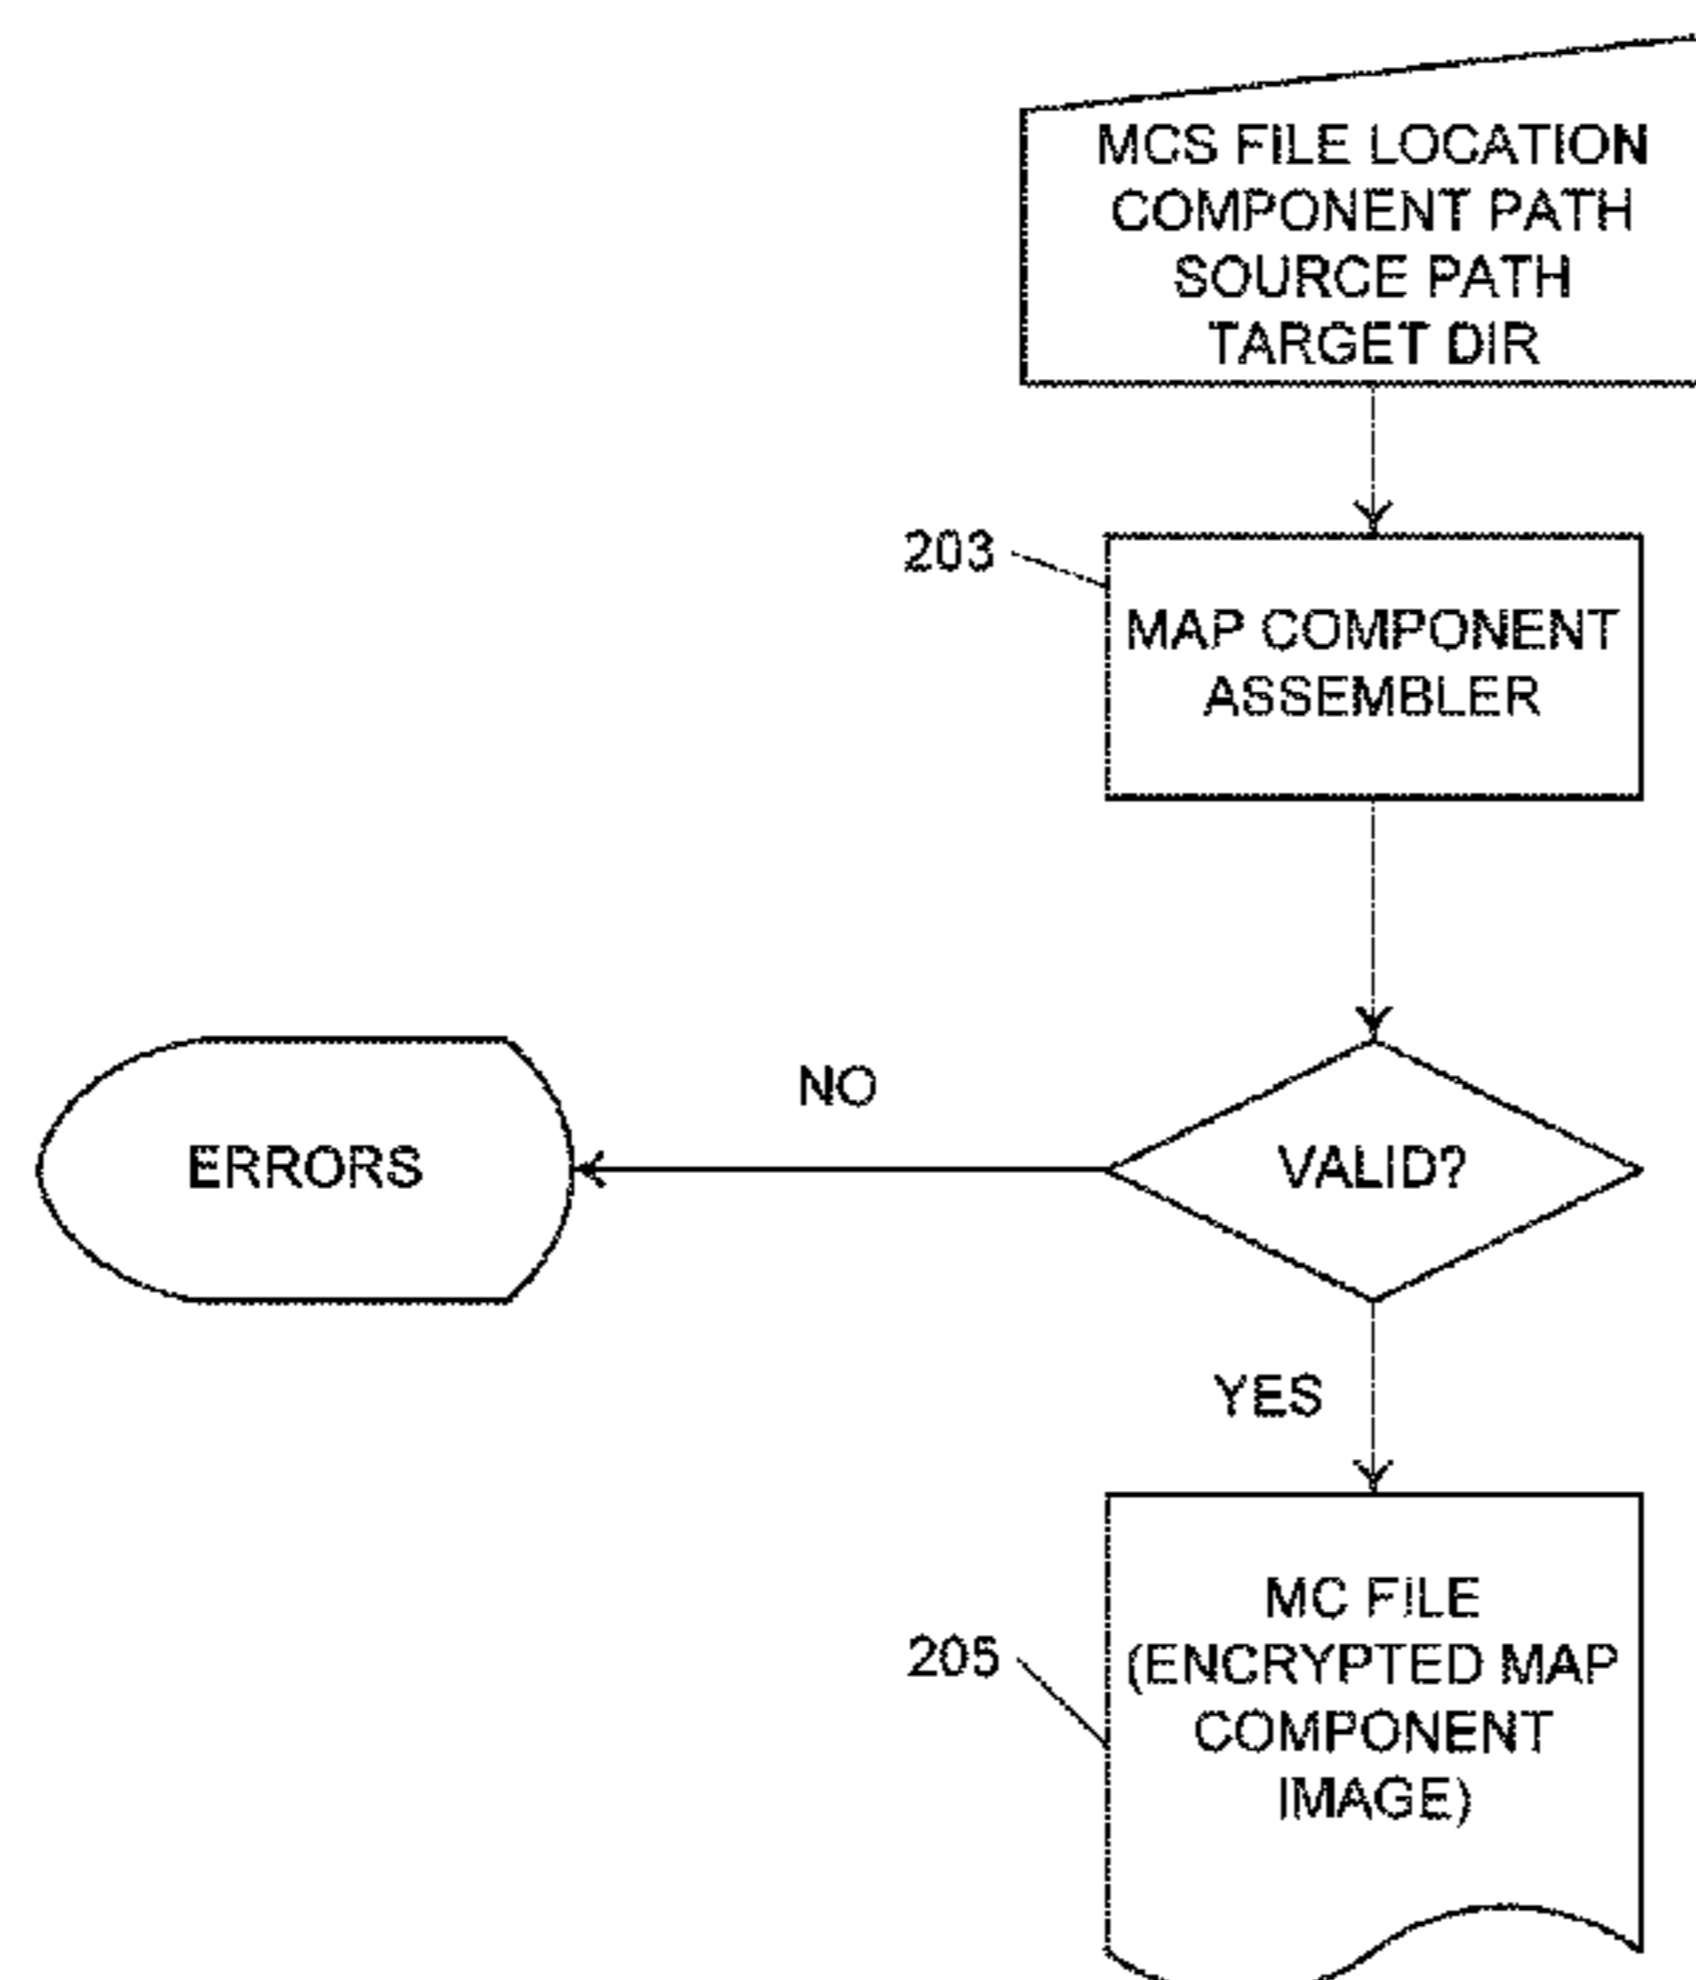 MCS FILE LOCATION
COMPONENT PATH
SOURCE PATH
TARGET DIR
203
MAP COMPONENT
ASSEMBLER
NO
ERRORS
VALID?
YES
MC FILE
(ENCRYPTED MAP
COMPONENT
IMAGE)
205